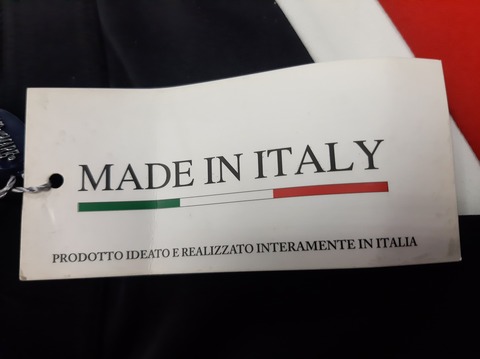 MADE IN ITALY
PRODOTTO IDEATO E REALIZZATO INTERAMENTE IN ITALIA